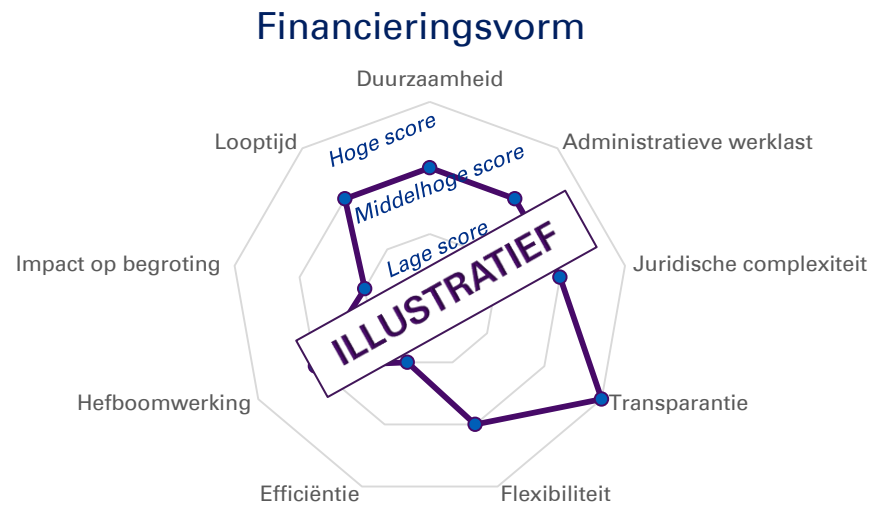 Financieringsvorm
Duurzaamheid
Looptijd
Administratieve werklast
Hoge score
Middelhoge score
Lage score
Impact op begroting
Juridische complexiteit
ILLUSTRATIEF
Hefboomwerking
Transparantie
Efficiëntie
Flexibiliteit